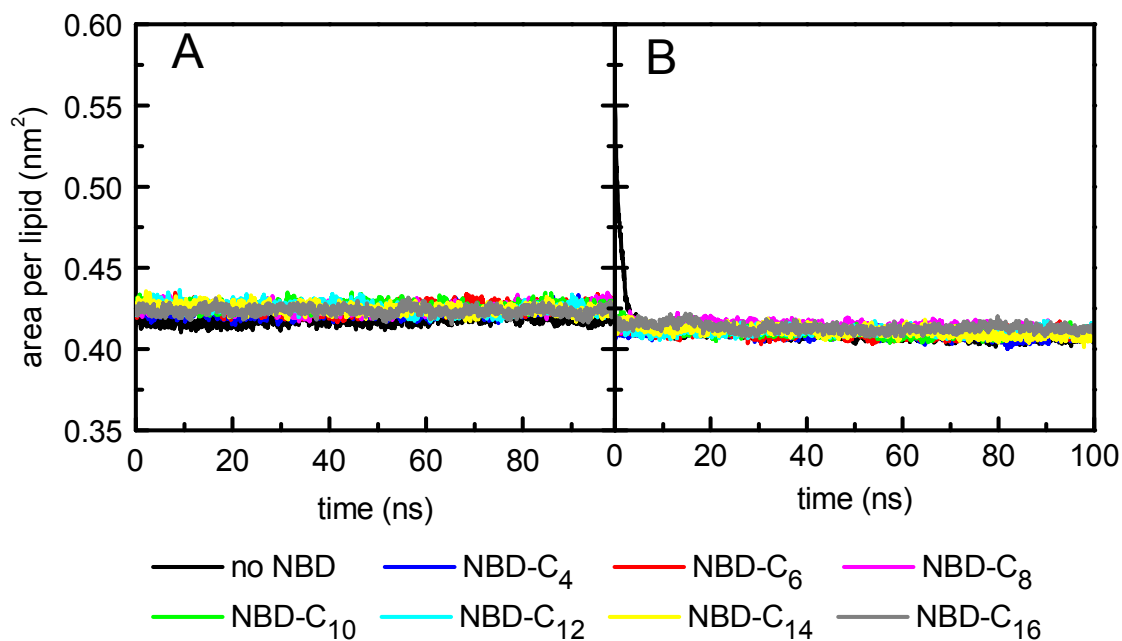 A
B
area per lipid (nm²)
0.60
0.55
0.50
0.45
0.40
0.35
0 20 40 60 80 0 20 40 60 80 100
time (ns) time (ns)
no NBD NBD-C₄ NBD-C₆ NBD-C₈
NBD-C₁₀ NBD-C₁₂ NBD-C₁₄ NBD-C₁₆